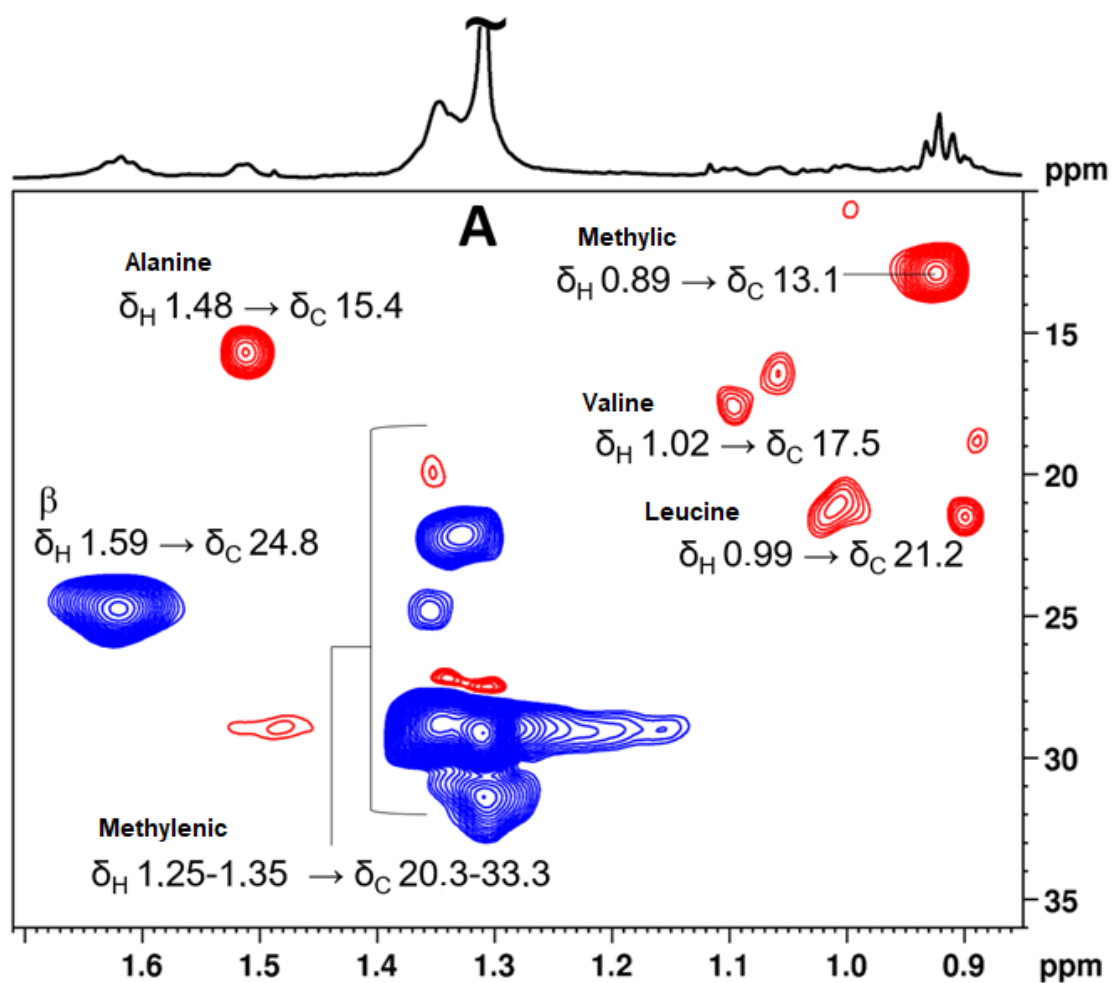 ppm
A
Methylic
δH 0.89 → δC 13.1
Alanine
δH 1.48 → δC 15.4
15
Valine
δH 1.02 → δC 17.5
20
β
δH 1.59 → δC 24.8
Leucine
δH 0.99 → δC 21.2
25
30
Methylenic
δH 1.25-1.35 → δC 20.3-33.3
35
1.6 1.5 1.4 1.3 1.2 1.1 1.0 0.9 ppm